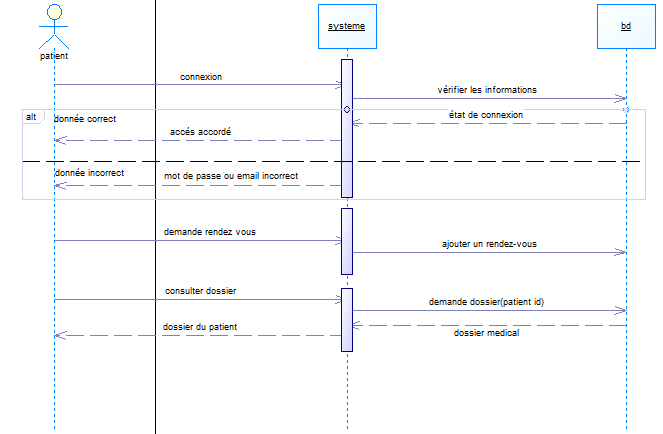 systeme
bd
patient
connexion
vérifier les informations
alt
donnée correct
état de connexion
accés accordé
donnée incorrect
mot de passe ou email incorrect
demande rendez vous
ajouter un rendez-vous
consulter dossier
demande dossier(patient id)
dossier du patient
dossier medical